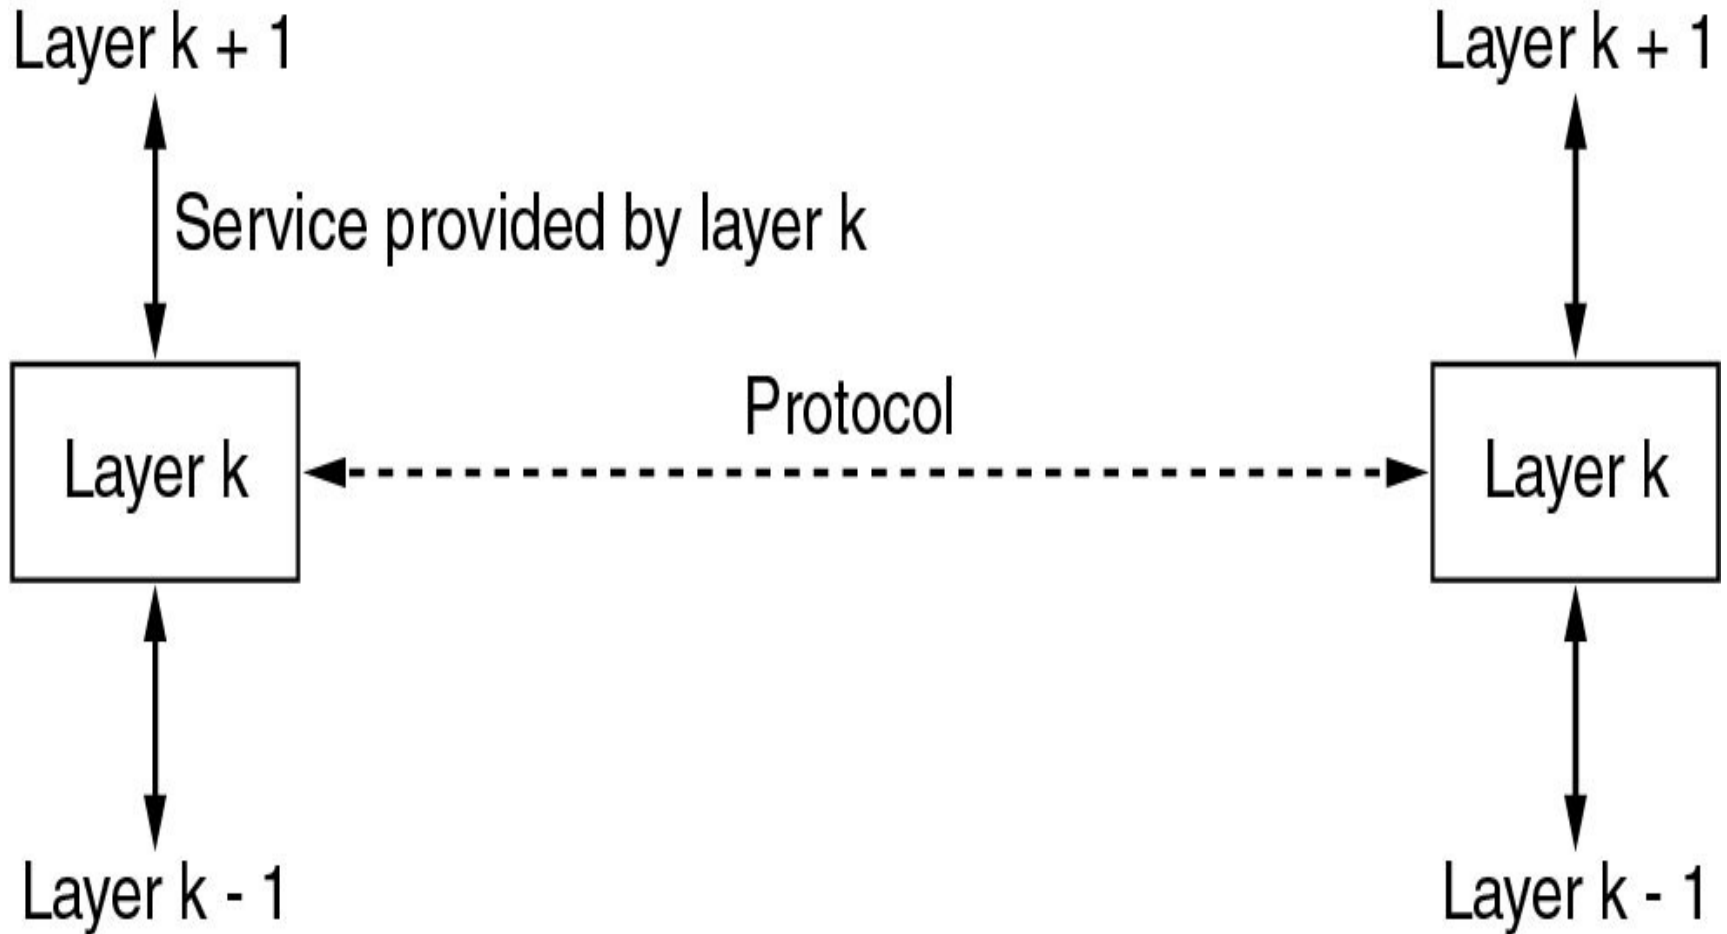 Layer k + 1
Layer k + 1
Service provided by layer k
Protocol
Layer k
Layer k
Layer k - 1
Layer k - 1